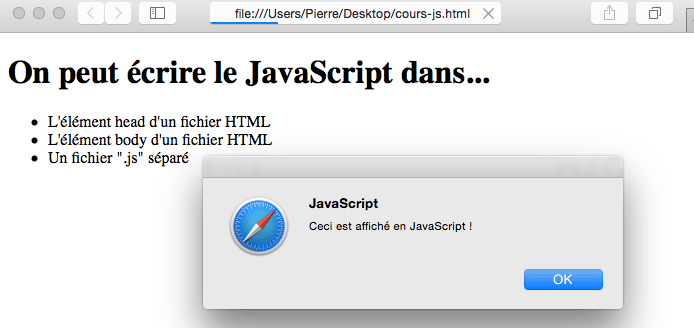 file:///Users/Pierre/Desktop/cours-js.html
On peut écrire le JavaScript dans...
• L'élément head d'un fichier HTML
• L'élément body d'un fichier HTML
• Un fichier ".js" séparé
JavaScript
Ceci est affiché en JavaScript !
OK